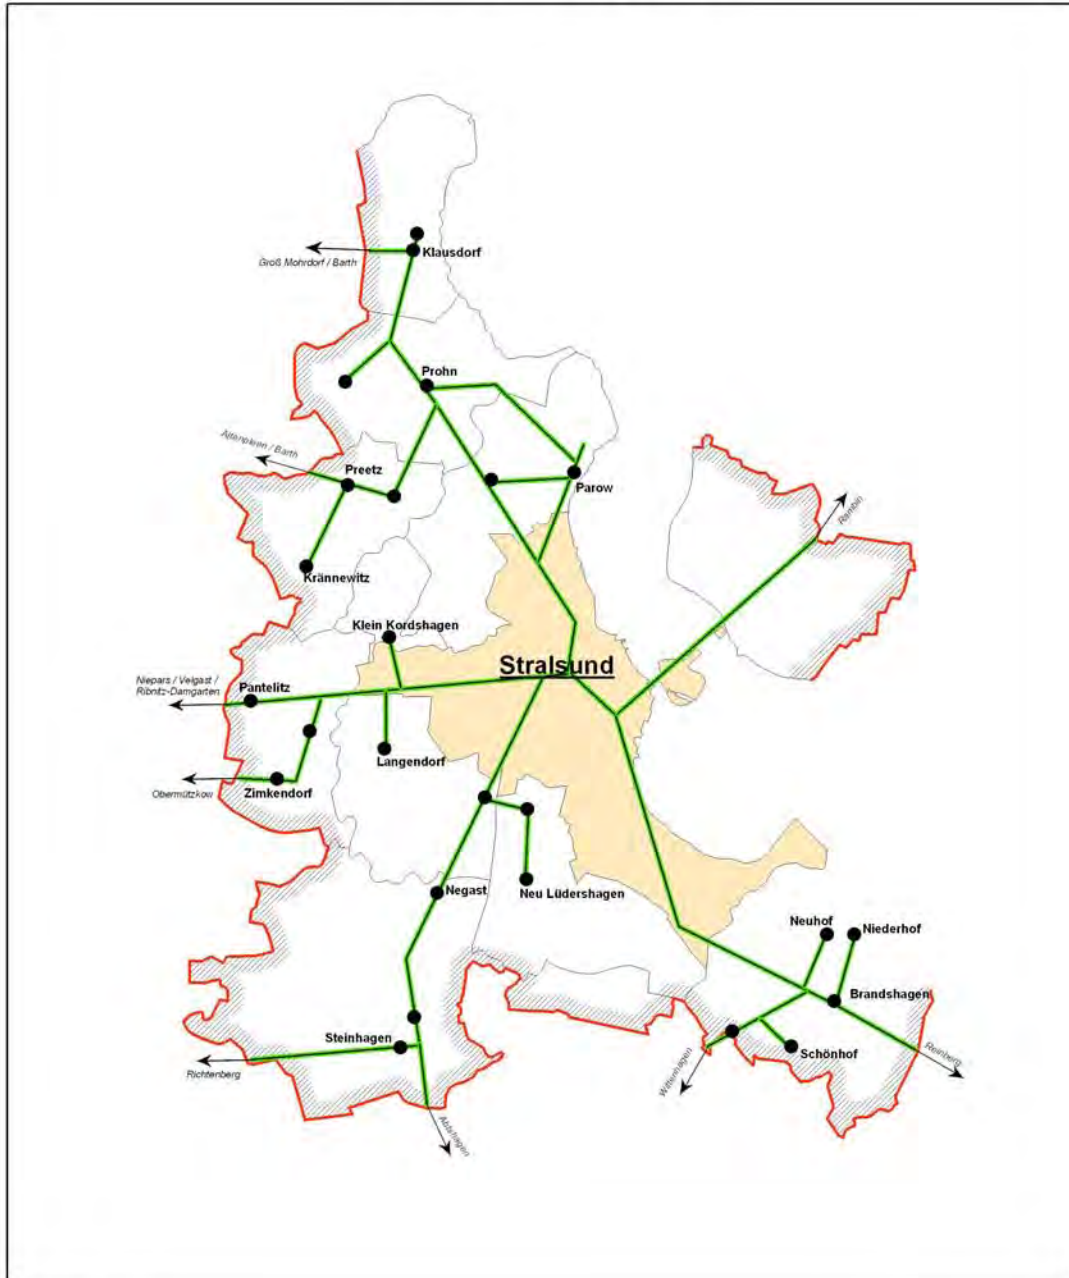 Klausdorf
Groß Mohrdorf / Barth
Prohn
Altenpleen / Barth
Preetz
Parow
Rambin
Krännewitz
Klein Kordshagen
Stralsund
Niepars / Velgast /
Ribnitz-Damgarten
Pantelitz
Langendorf
Obermützkow
Zimkendorf
Negast
Neu Lüdershagen
Neuhof
Niederhof
Brandshagen
Steinhagen
Schönhof
Reinberg
Richtenberg
Wittenhagen
Abtshagen